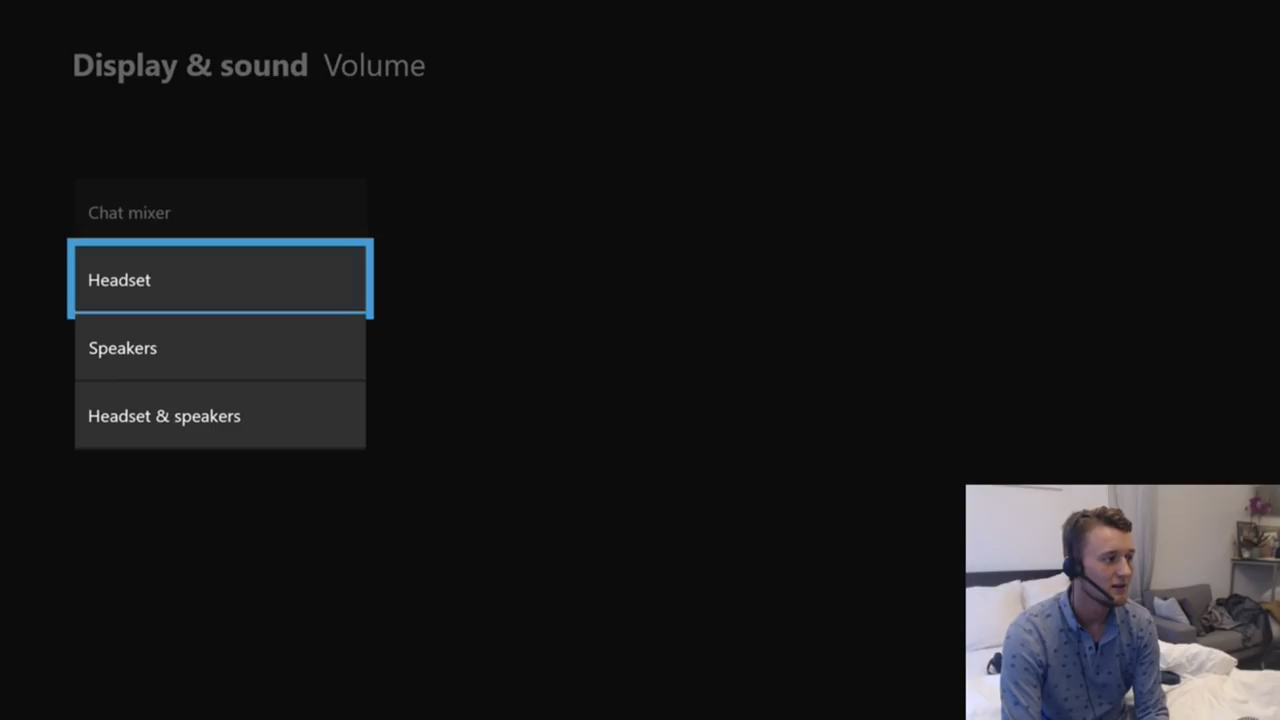 Display & sound Volume
Chat mixer
Headset
Speakers
Headset & speakers